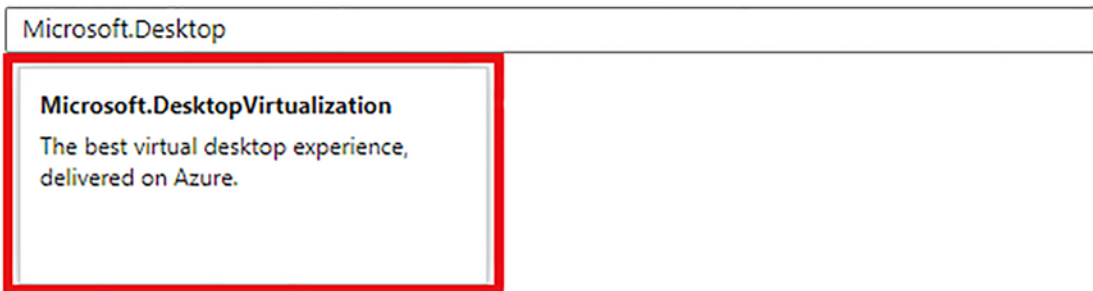 Microsoft.Desktop
Microsoft.DesktopVirtualization
The best virtual desktop experience,
delivered on Azure.